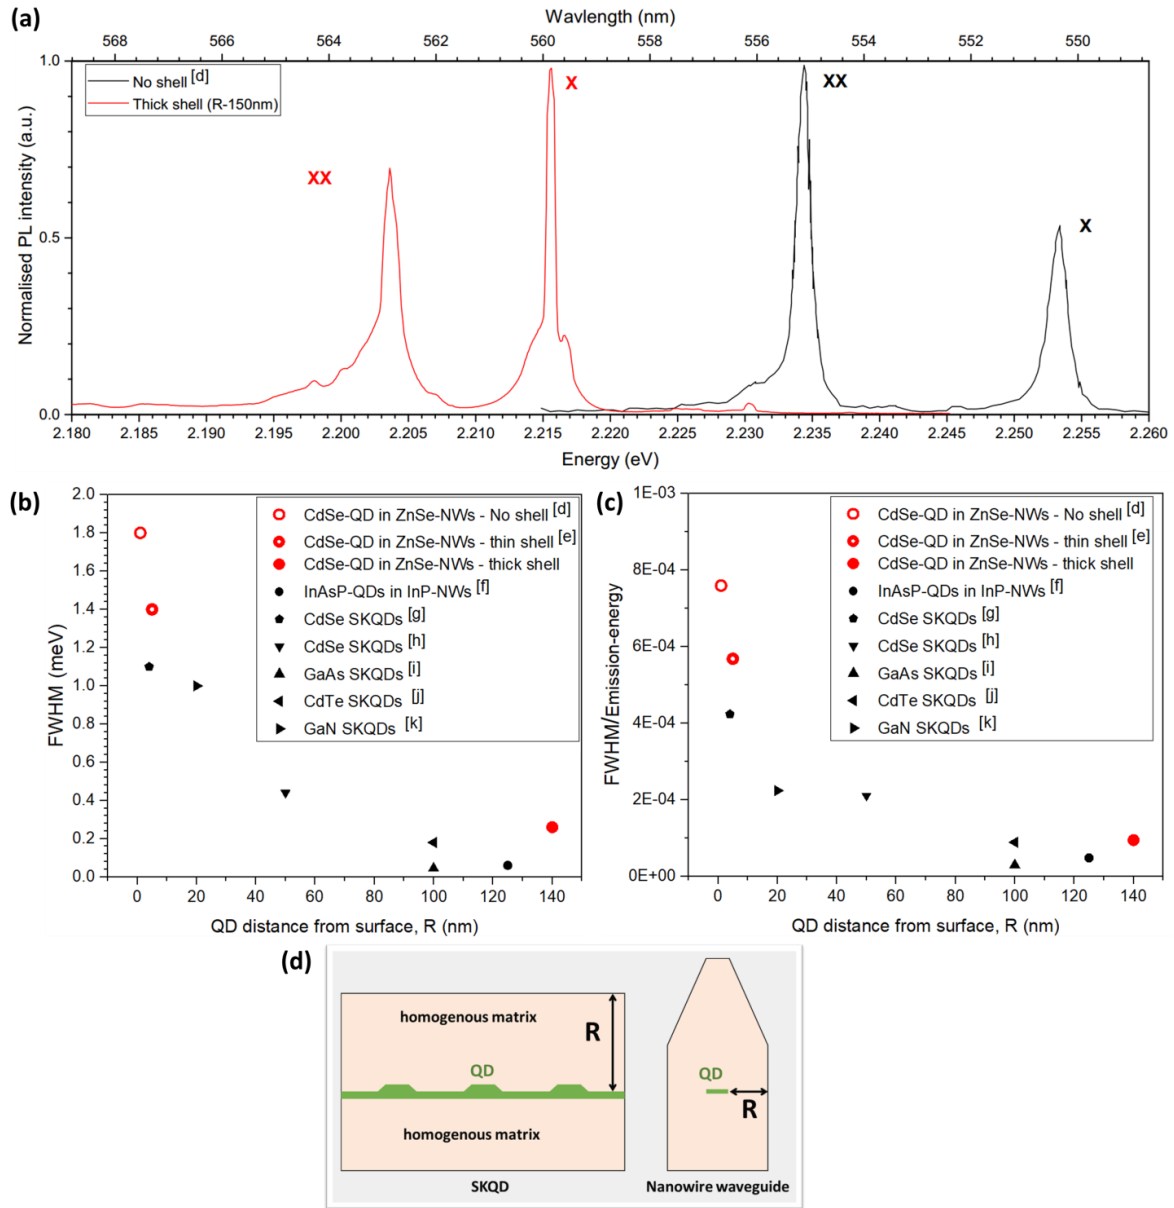 (a)
Wavlength (nm)
568 566 564 562 560 558 556 554 552 550
Normalised PL intensity (a.u.)
1.0
0.5
0.0
No shell [d]
Thick shell (R-150nm)
XX
X
XX
X
2.180 2.185 2.190 2.195 2.200 2.205 2.210 2.215 2.220 2.225 2.230 2.235 2.240 2.245 2.250 2.255 2.260
Energy (eV)
(b)
FWHM (meV)
2.0
1.8
1.6
1.4
1.2
1.0
0.8
0.6
0.4
0.2
0.0
CdSe-QD in ZnSe-NWs - No shell [d]
CdSe-QD in ZnSe-NWs - thin shell [e]
CdSe-QD in ZnSe-NWs - thick shell
InAsP-QDs in InP-NWs [f]
CdSe SKQDs [g]
CdSe SKQDs [h]
GaAs SKQDs [i]
CdTe SKQDs [j]
GaN SKQDs [k]
0 20 40 60 80 100 120 140
QD distance from surface, R (nm)
(c)
FWHM/Emission-energy
1E-03
8E-04
6E-04
4E-04
2E-04
0E+00
CdSe-QD in ZnSe-NWs - No shell [d]
CdSe-QD in ZnSe-NWs - thin shell [e]
CdSe-QD in ZnSe-NWs - thick shell
InAsP-QDs in InP-NWs [f]
CdSe SKQDs [g]
CdSe SKQDs [h]
GaAs SKQDs [i]
CdTe SKQDs [j]
GaN SKQDs [k]
0 20 40 60 80 100 120 140
QD distance from surface, R (nm)
(d)
homogenous matrix
R
QD
homogenous matrix
SKQD
QD
R
Nanowire waveguide